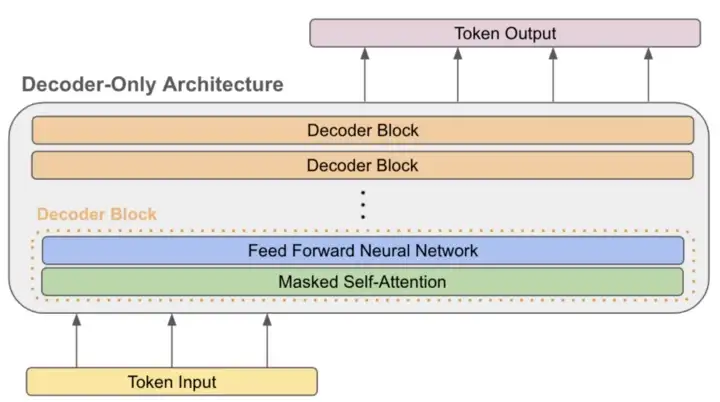 Token Output
Decoder-Only Architecture
Decoder Block
Decoder Block
Decoder Block
Feed Forward Neural Network
Masked Self-Attention
Token Input